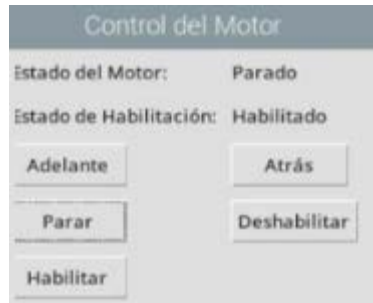 Control del Motor
Estado del Motor: Parado
Estado de Habilitación: Habilitado
Adelante Atrás
Parar Deshabilitar
Habilitar